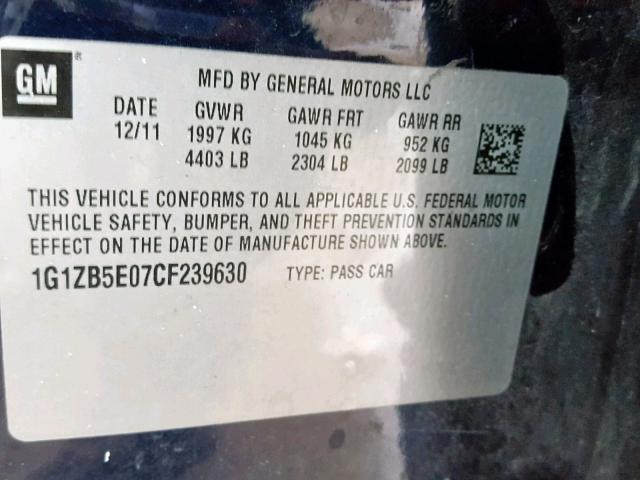 GM ®
MFD BY GENERAL MOTORS LLC
DATE GVWR GAWR FRT GAWR RR
12/11 1997 KG 1045 KG 952 KG
4403 LB 2304 LB 2099 LB
THIS VEHICLE CONFORMS TO ALL APPLICABLE U.S. FEDERAL MOTOR
VEHICLE SAFETY, BUMPER, AND THEFT PREVENTION STANDARDS IN
EFFECT ON THE DATE OF MANUFACTURE SHOWN ABOVE.
1G1ZB5E07CF239630 TYPE: PASS CAR